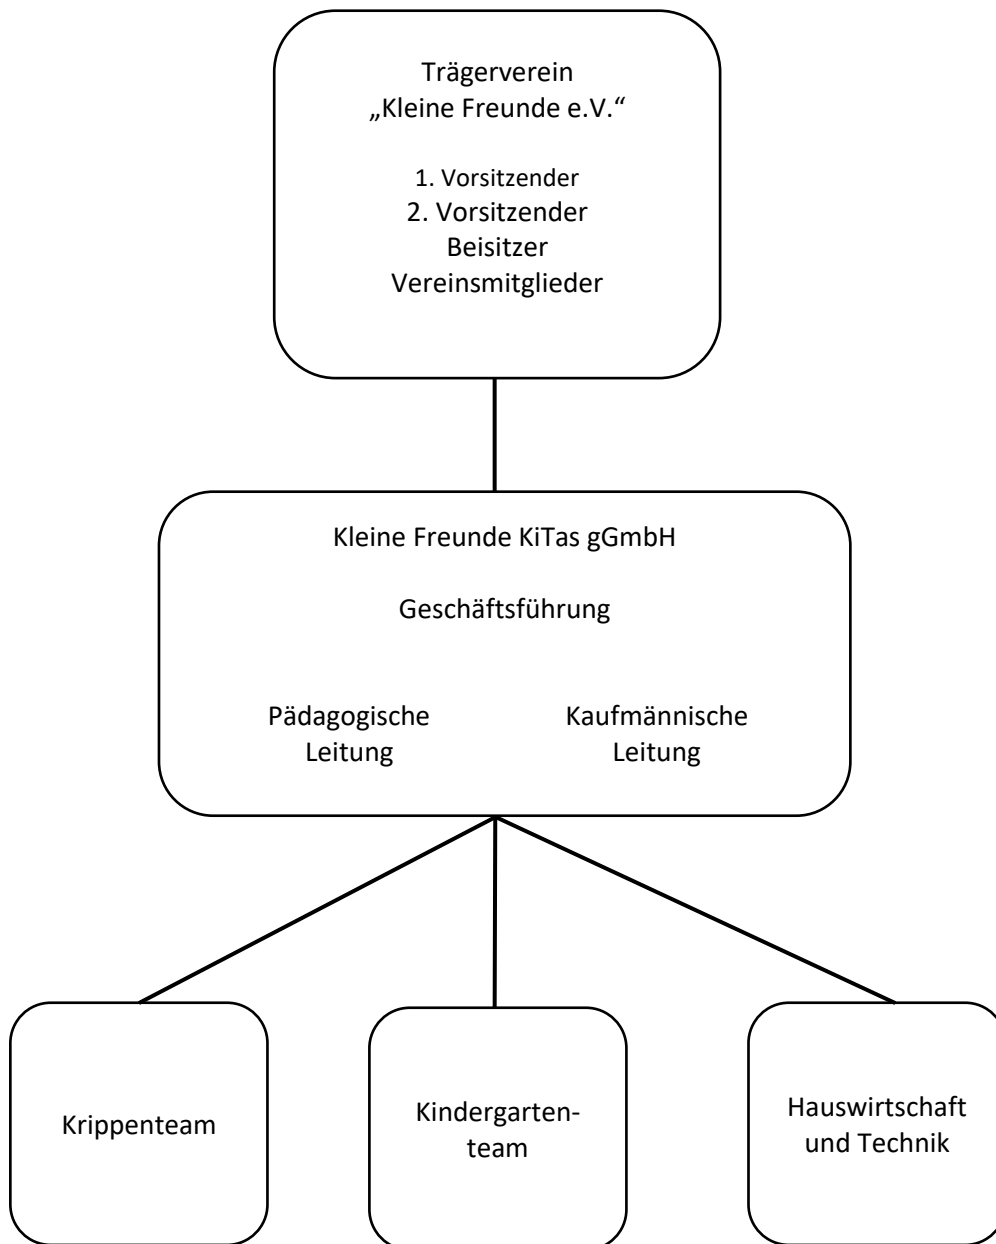 Trägerverein
„Kleine Freunde e.V.“
1. Vorsitzender
2. Vorsitzender
Beisitzer
Vereinsmitglieder
Kleine Freunde KiTas gGmbH
Geschäftsführung
Pädagogische
Leitung
Kaufmännische
Leitung
Krippenteam
Kindergarten-
team
Hauswirtschaft
und Technik